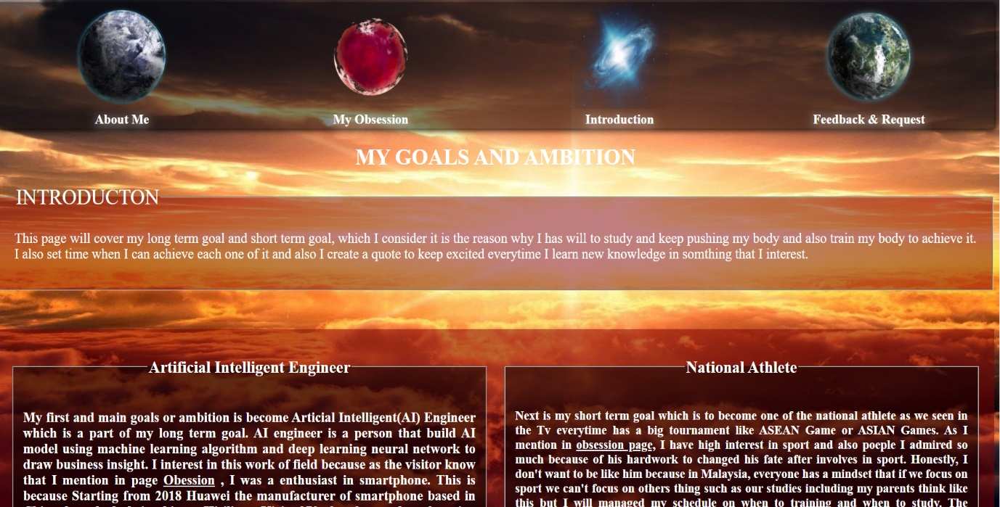 About Me
My Obsession
Introduction
Feedback & Request
MY GOALS AND AMBITION
INTRODUCTON
This page will cover my long term goal and short term goal, which I consider it is the reason why I has will to study and keep pushing my body and also train my body to achieve it.
I also set time when I can achieve each one of it and also I create a quote to keep excited everytime I learn new knowledge in somthing that I interest.
Artificial Intelligent Engineer
My first and main goals or ambition is become Articial Intelligent(AI) Engineer
which is a part of my long term goal. AI engineer is a person that build AI
model using machine learning algorithm and deep learning neural network to
draw business insight. I interest in this work of field because as the visitor know
that I mention in page Obession , I was a enthusiast in smartphone. This is
because Starting from 2018 Huawei the manufacturer of smartphone based in
National Athlete
Next is my short term goal which is to become one of the national athlete as we seen in
the Tv everytime has a big tournament like ASEAN Game or ASIAN Games. As I
mention in obsession page, I have high interest in sport and also poeple I admired so
much because of his hardwork to changed his fate after involves in sport. Honestly, I
don't want to be like him because in Malaysia, everyone has a mindset that if we focus on
sport we can't focus on others thing such as our studies including my parents think like
this but I will managed my schedule on when to training and when to study. The